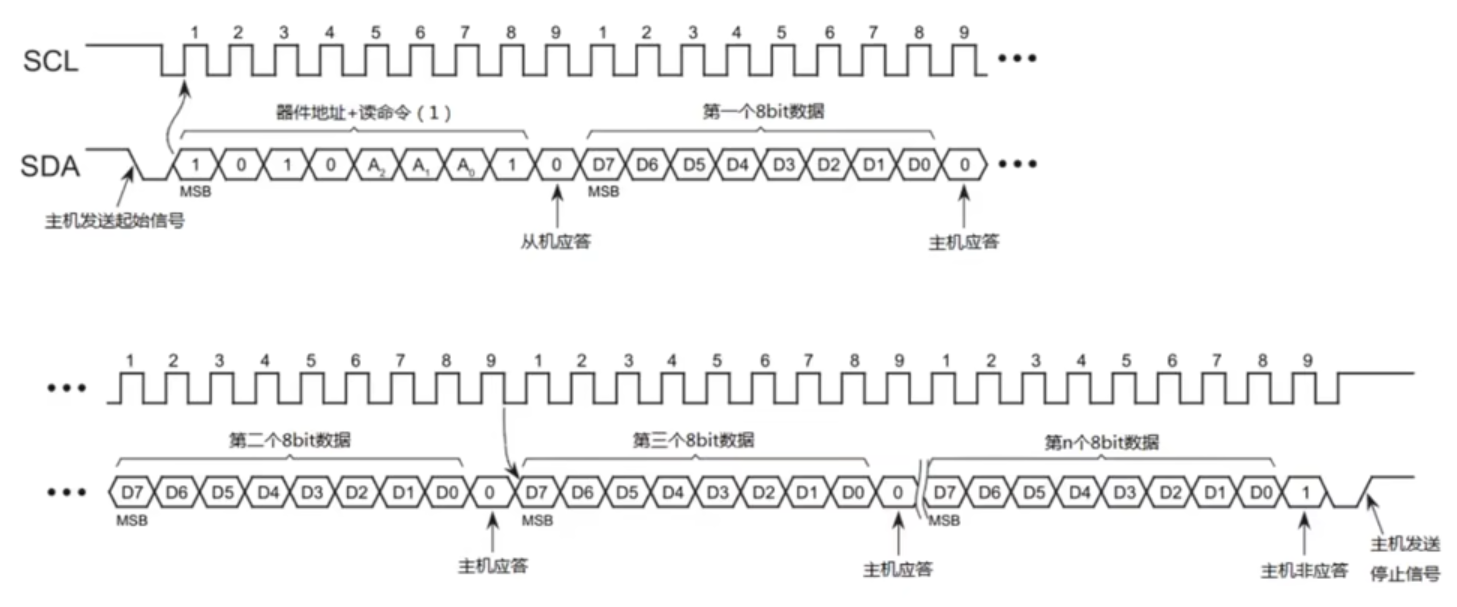 1 2 3 4 5 6 7 8 9 1 2 3 4 5 6 7 8 9
SCL •••
器件地址+读命令（1） 第一个8bit数据
SDA 1 0 1 0 A2 A1 A0 1 0 D7 D6 D5 D4 D3 D2 D1 D0 0 •••
MSB MSB
主机发送起始信号
从机应答 主机应答
1 2 3 4 5 6 7 8 9 1 2 3 4 5 6 7 8 9 1 2 3 4 5 6 7 8 9
•••
第二个8bit数据 第三个8bit数据 第n个8bit数据
••• D7 D6 D5 D4 D3 D2 D1 D0 0 D7 D6 D5 D4 D3 D2 D1 D0 0 D7 D6 D5 D4 D3 D2 D1 D0 1
MSB MSB MSB
主机应答 主机应答 主机非应答
主机发送
停止信号